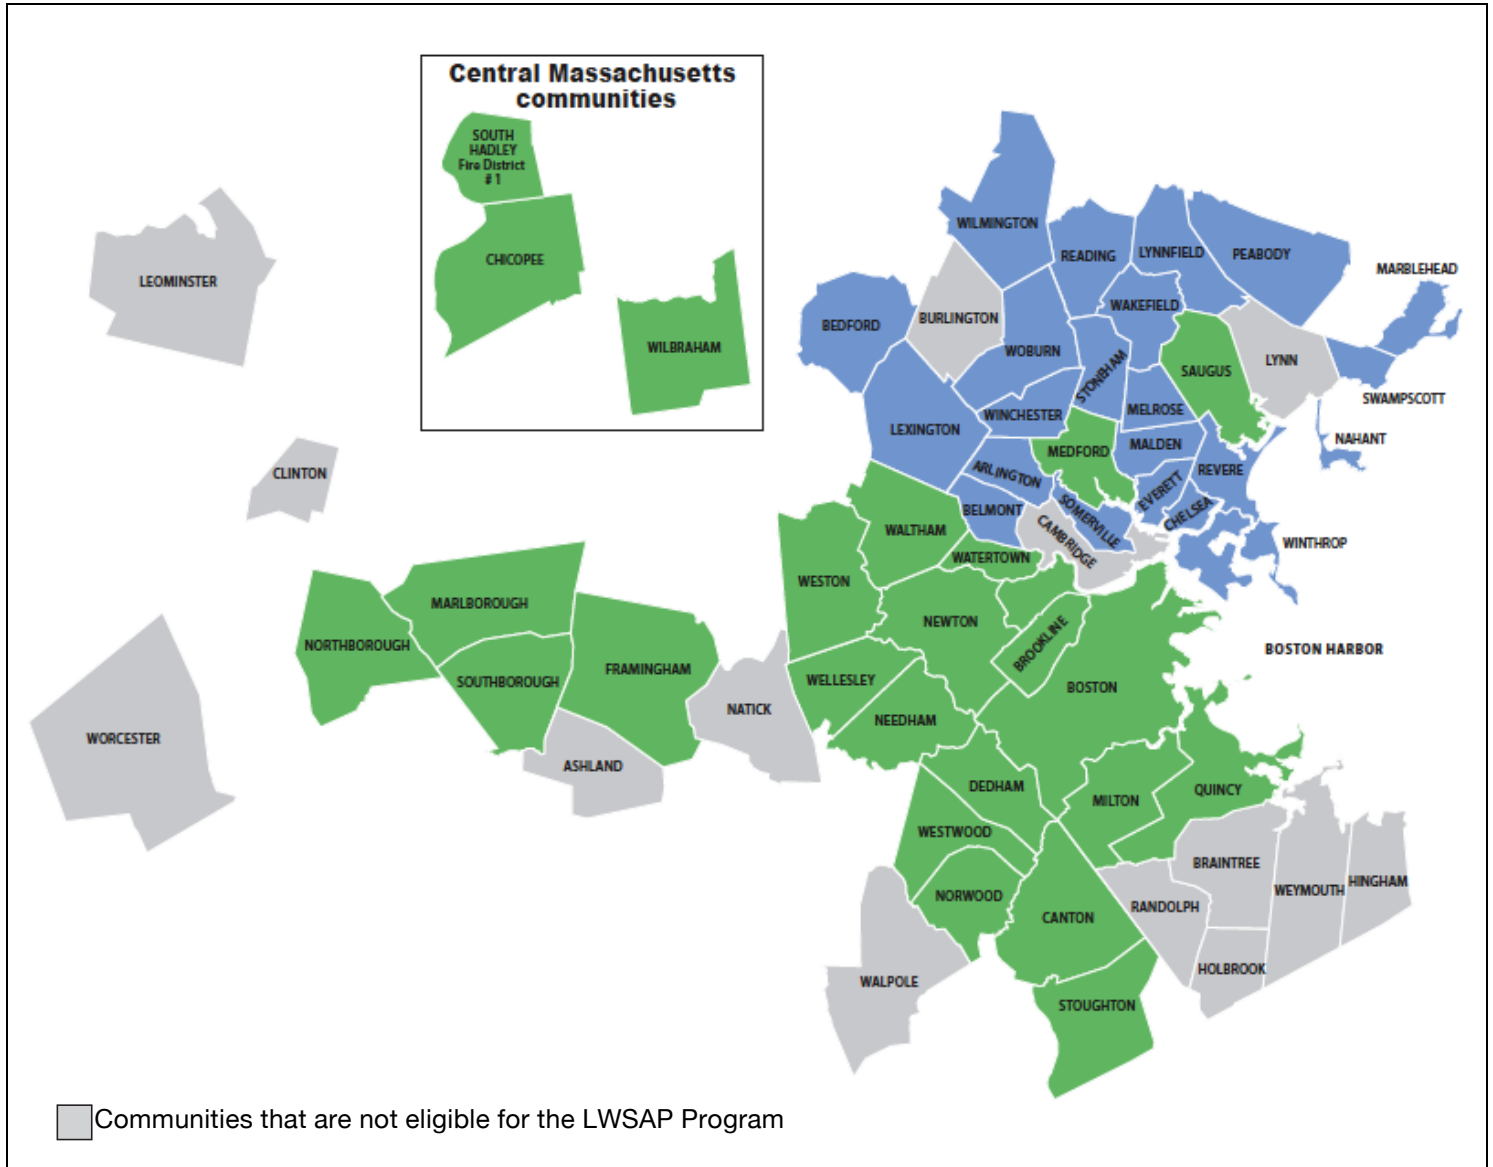 Central Massachusetts
communities
SOUTH
HADLEY
Fire District
# 1
CHICOPEE
WILBRAHAM
LEOMINSTER
CLINTON
WORCESTER
NORTHBOROUGH
MARLBOROUGH
SOUTHBOROUGH
FRAMINGHAM
ASHLAND
NATICK
WILMINGTON
READING
LYNNFIELD
PEABODY
MARBLEHEAD
BEDFORD
BURLINGTON
WAKEFIELD
WOBURN
STONEHAM
SAUGUS
LYNN
SWAMPSCOTT
LEXINGTON
WINCHESTER
MELROSE
NAHANT
MEDFORD
MALDEN
REVERE
ARLINGTON
EVERETT
CHELSEA
BELMONT
SOMERVILLE
CAMBRIDGE
WINTHROP
WALTHAM
WATERTOWN
WESTON
NEWTON
BROOKLINE
BOSTON HARBOR
WELLESLEY
BOSTON
NEEDHAM
DEDHAM
MILTON
QUINCY
WESTWOOD
NORWOOD
CANTON
BRAINTREE
RANDOLPH
WEYMOUTH
HINGHAM
HOLBROOK
WALPOLE
STOUGHTON
Communities that are not eligible for the LWSAP Program